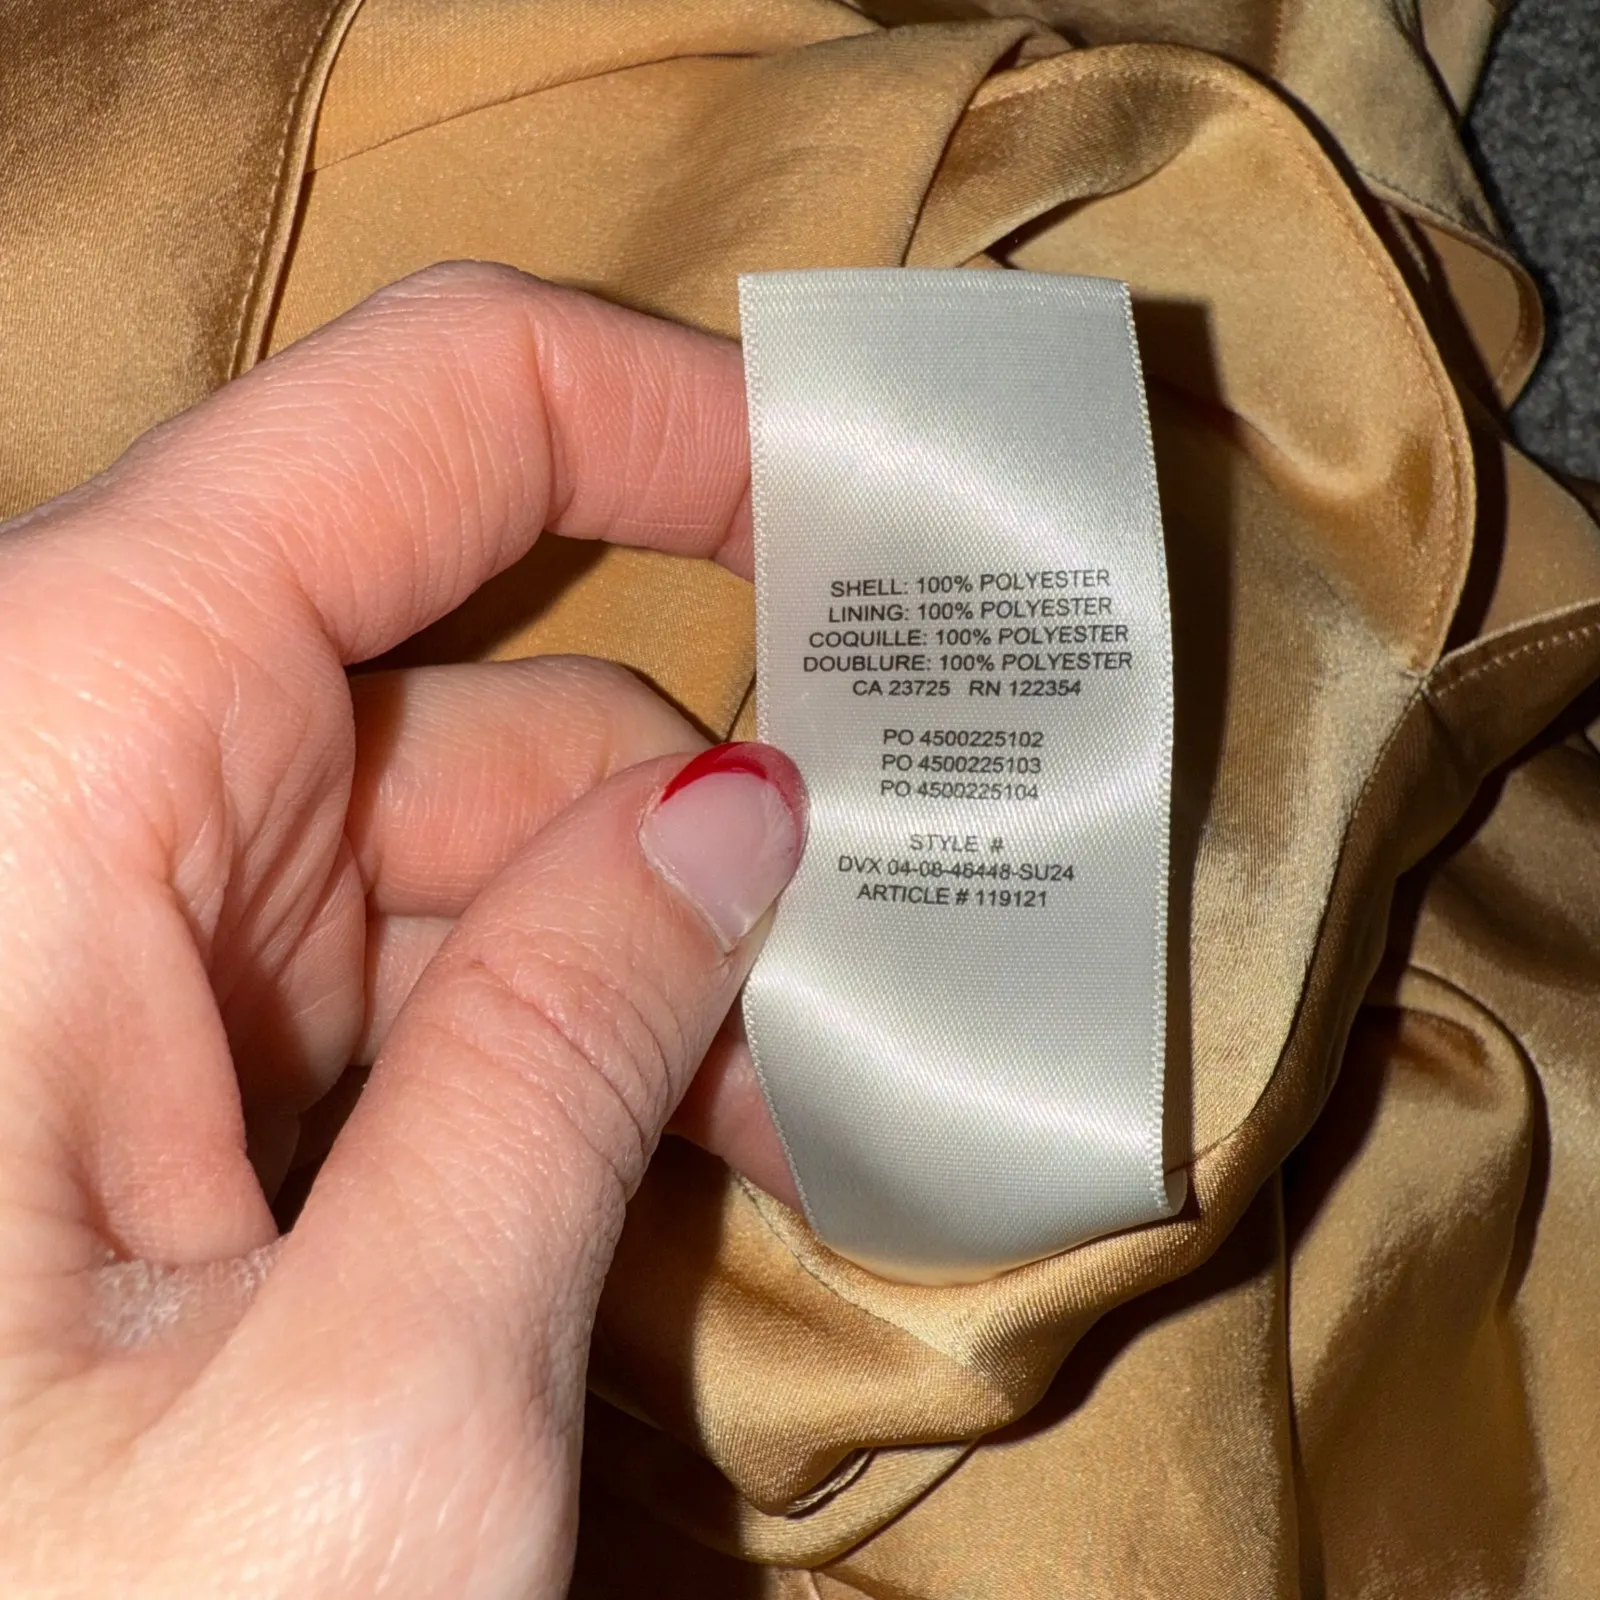 SHELL: 100% POLYESTER
LINING: 100% POLYESTER
COQUILLE: 100% POLYESTER
DOUBLURE: 100% POLYESTER
CA 23725 RN 122354
PO 4500225102
PO 4500225103
PO 4500225104
STYLE #
DVX 04-08-46448-SU24
ARTICLE # 119121